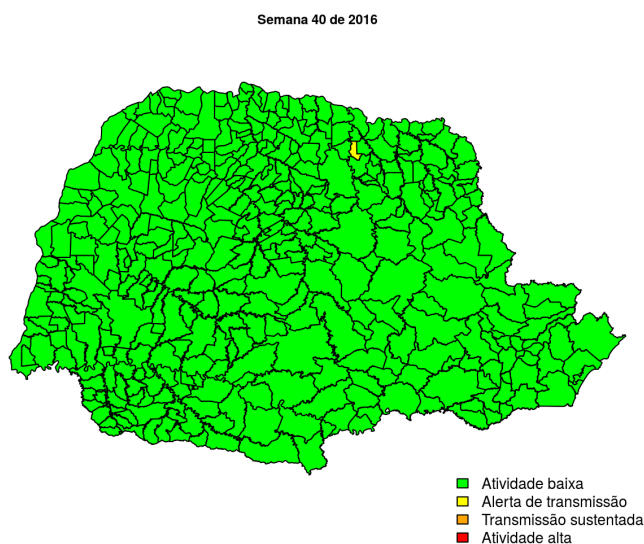 Semana 40 de 2016
Atividade baixa
Alerta de transmissão
Transmissão sustentada
Atividade alta